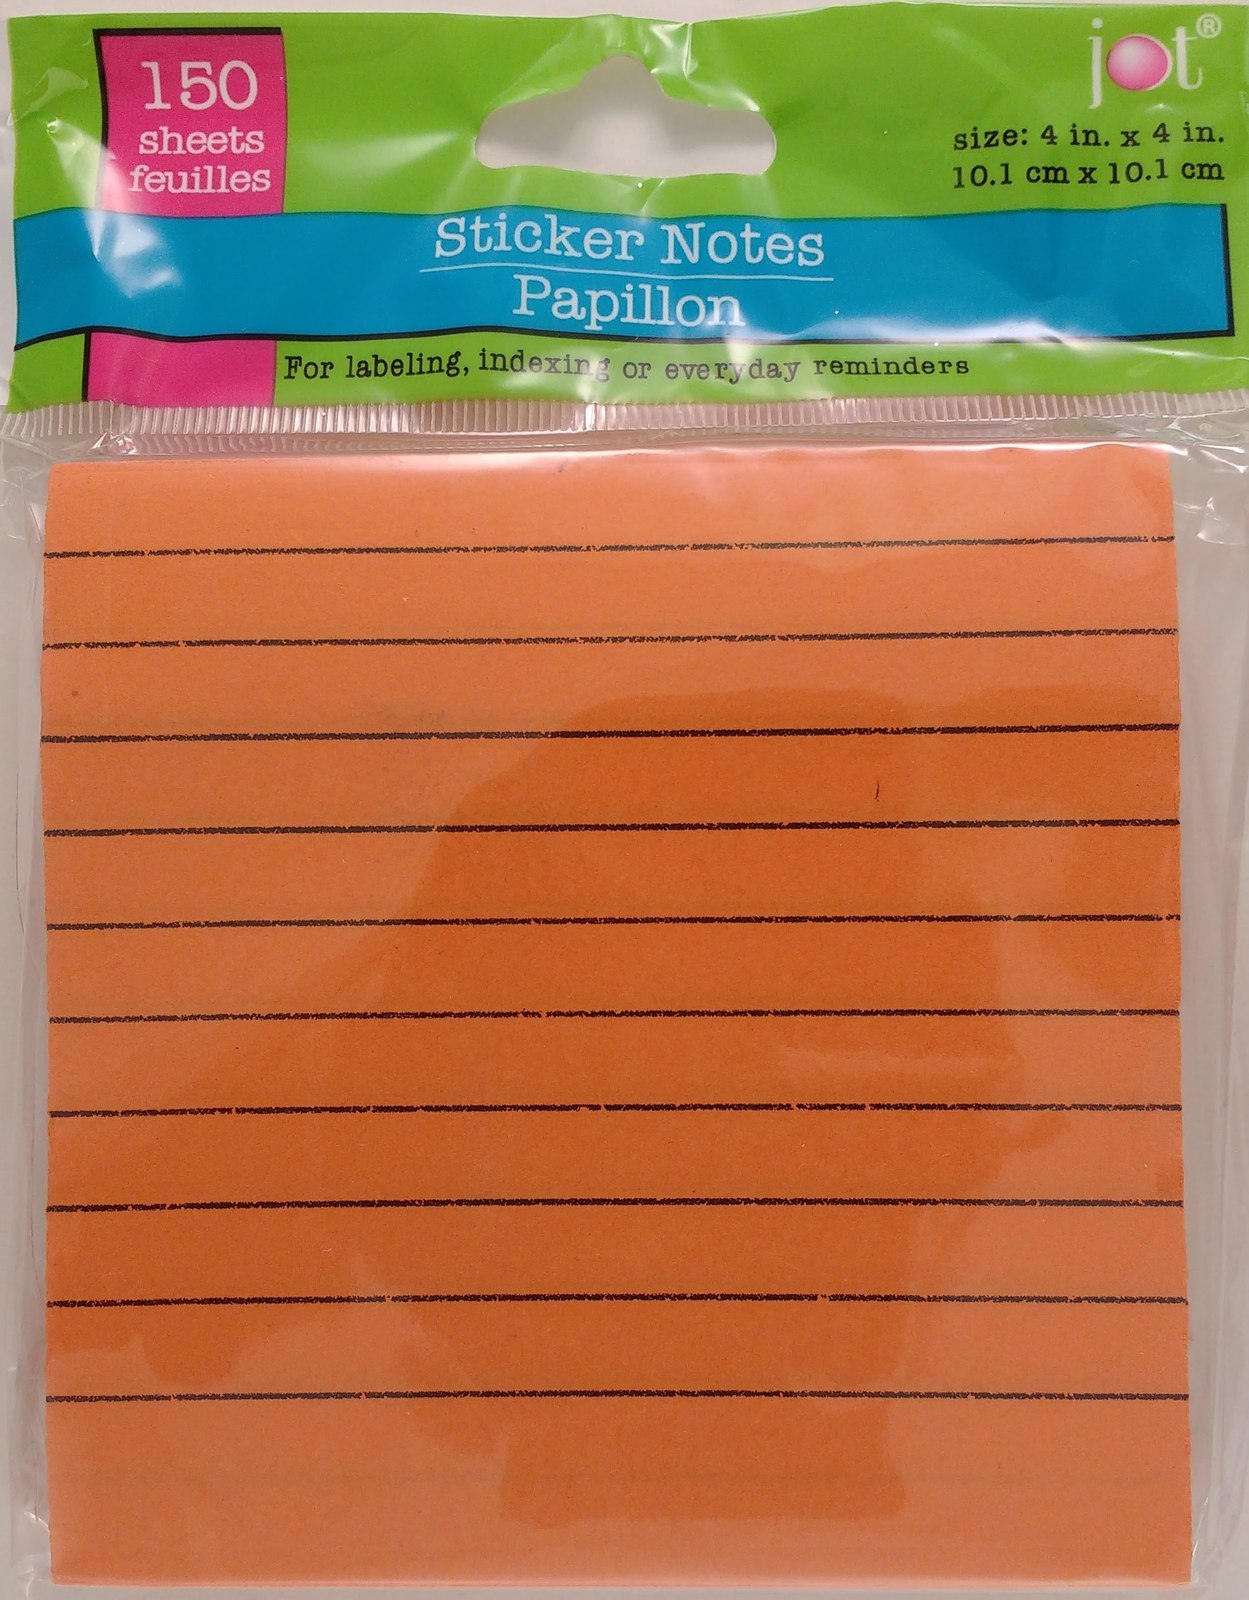 150
sheets
feuilles
jot®
size: 4 in. x 4 in.
10.1 cm x 10.1 cm
Sticker Notes
Papillon
For labeling, indexing or everyday reminders